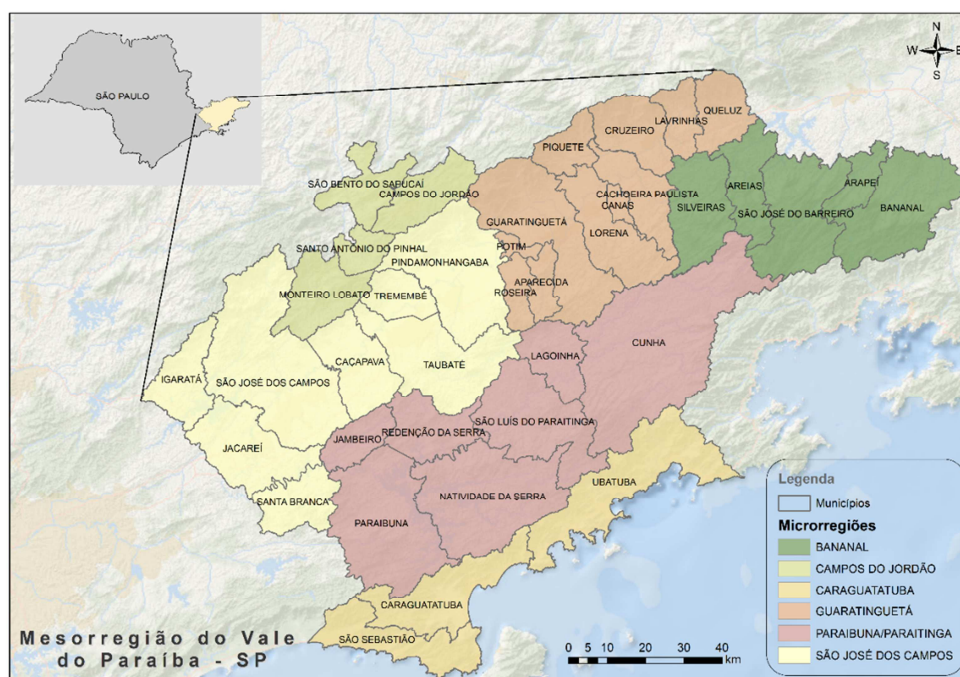 SÃO PAULO
N
W E
S
QUELUZ
LAVRINHAS
CRUZEIRO
PIQUETE
SÃO BENTO DO SAPUCAÍ
CAMPOS DO JORDÃO
CACHOEIRA PAULISTA
CANAS
SILVEIRAS
AREIAS
ARAPEÍ
SÃO JOSÉ DO BARREIRO
BANANAL
GUARATINGUETÁ
LORENA
SANTO ANTÔNIO DO PINHAL
POTIM
PINDAMONHANGABA
APARECIDA
ROSEIRA
MONTEIRO LOBATO
TREMEMBÉ
CUNHA
LAGOINHA
CAÇAPAVA
TAUBATÉ
IGARATÁ
SÃO JOSÉ DOS CAMPOS
SÃO LUÍS DO PARAITINGA
REDENÇÃO DA SERRA
JAMBEIRO
JACAREÍ
UBATUBA
SANTA BRANCA
NATIVIDADE DA SERRA
PARAIBUNA
CARAGUATATUBA
SÃO SEBASTIÃO
Legenda
Municípios
Microrregiões
BANANAL
CAMPOS DO JORDÃO
CARAGUATATUBA
GUARATINGUETÁ
PARAIBUNA/PARAITINGA
SÃO JOSÉ DOS CAMPOS
Mesorregião do Vale
do Paraíba - SP
0 5 10 20 30 40
km